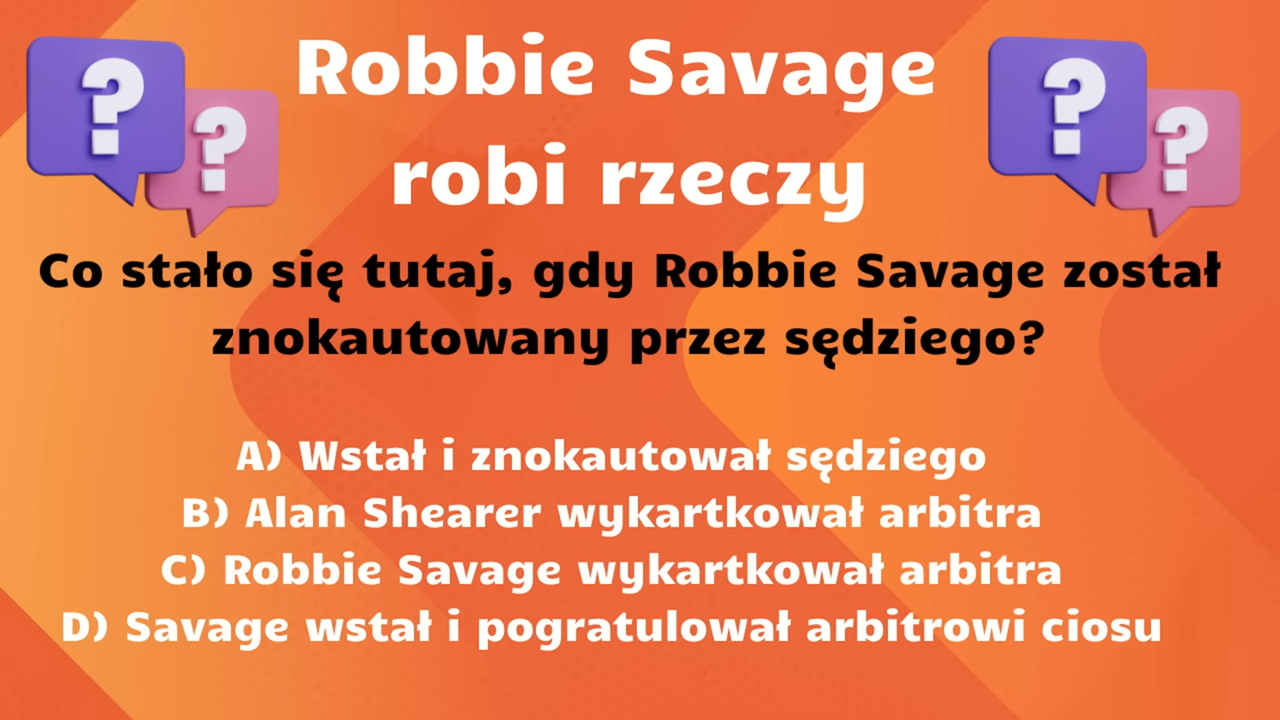 Robbie Savage
robi rzeczy
Co stało się tutaj, gdy Robbie Savage został
znokautowany przez sędziego?
A) Wstał i znokautował sędziego
B) Alan Shearer wykartkował arbitra
C) Robbie Savage wykartkował arbitra
D) Savage wstał i pogratulował arbitrowi ciosu
? ?
? ?